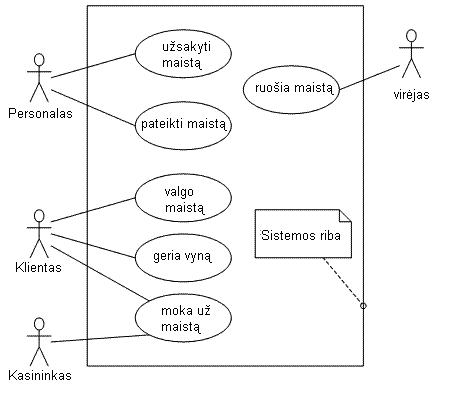 užsakyti
maistą
Personalas
pateikti maistą
ruošia maistą
virėjas
valgo
maistą
Klientas
geria vyną
Sistemos riba
moka už
maistą
Kasininkas